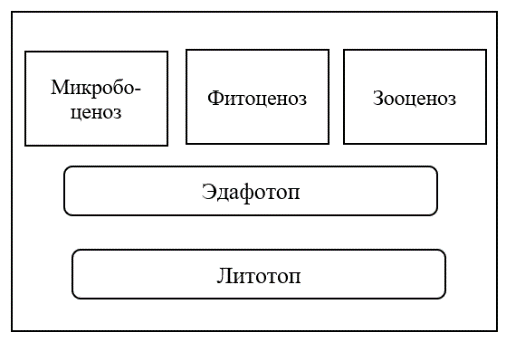 Микробо-
ценоз
Фитоценоз
Зооценоз
Эдафотоп
Литотоп